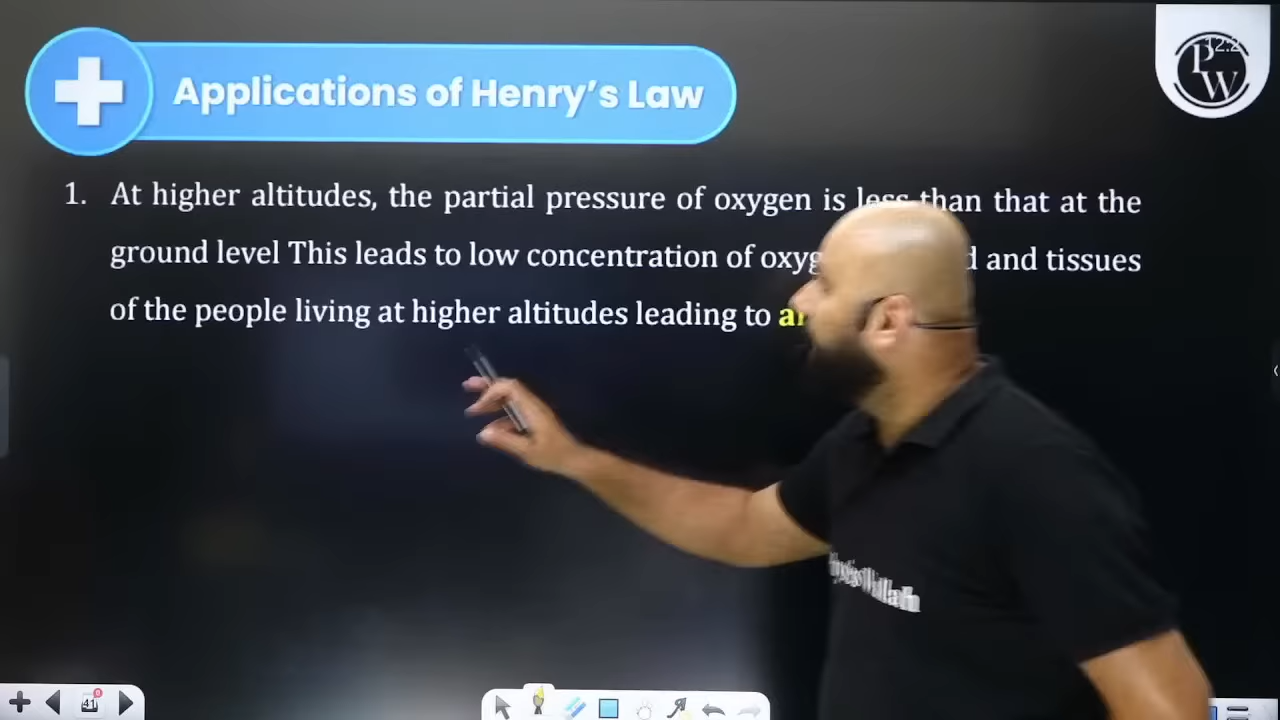 Applications of Henry's Law
PW
1. At higher altitudes, the partial pressure of oxygen is less than that at the
ground level This leads to low concentration of and tissues
of the people living at higher altitudes leading to
41